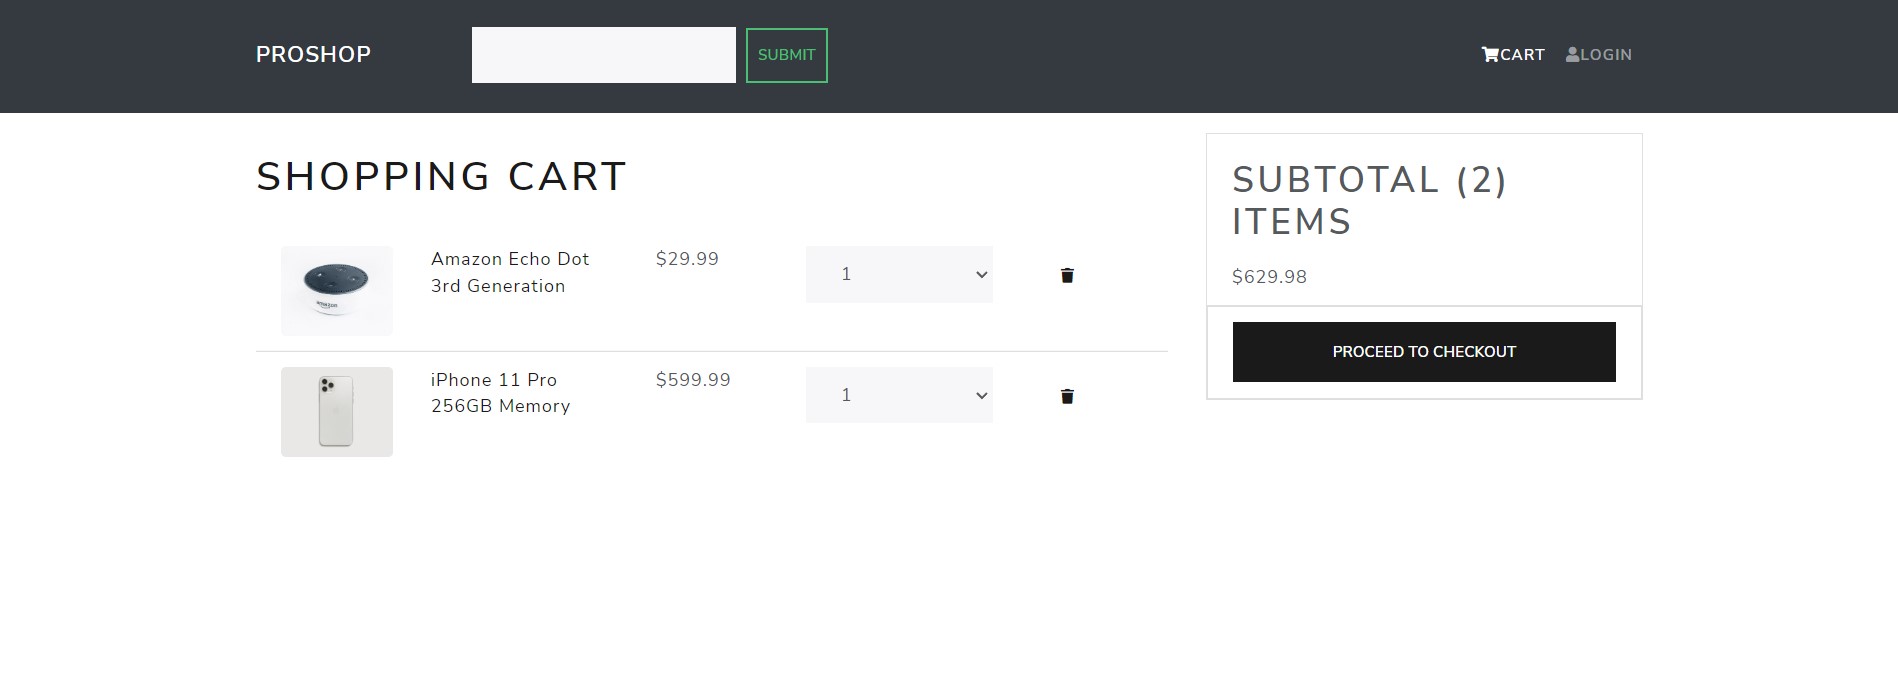 PROSHOP
SUBMIT
CART
LOGIN
SHOPPING CART
Amazon Echo Dot
3rd Generation
$29.99
1
amazon
iPhone 11 Pro
256GB Memory
$599.99
1
SUBTOTAL (2)
ITEMS
$629.98
PROCEED TO CHECKOUT